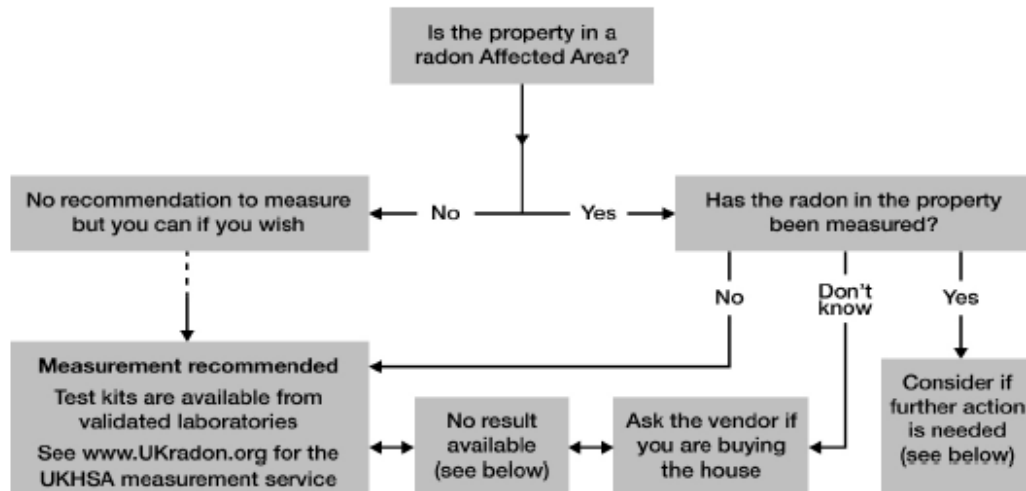 Is the property in a
radon Affected Area?
No recommendation to measure
but you can if you wish
No
Yes
Has the radon in the property
been measured?
No
Don't
know
Yes
Measurement recommended
Test kits are available from
validated laboratories
See www.UKradon.org for the
UKHSA measurement service
No result
available
(see below)
Ask the vendor if
you are buying
the house
Consider if
further action
is needed
(see below)